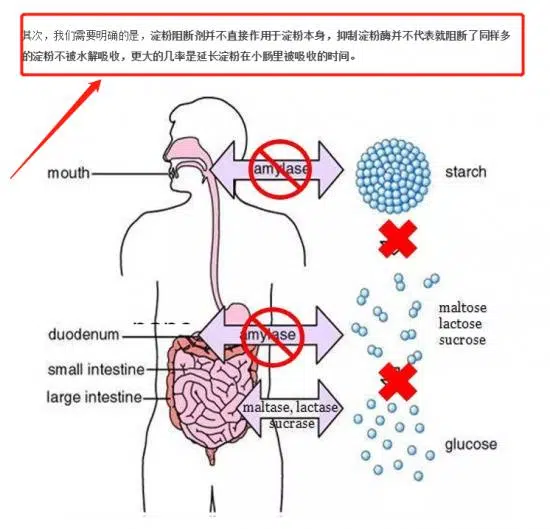 其次，我们需要明确的是，淀粉阻断剂并不直接作用于淀粉本身，抑制淀粉酶并不代表就阻断了同样多
的淀粉不被水解吸收，更大的几率是延长淀粉在小肠里被吸收的时间。
mouth
amylase
starch
maltose
lactose
sucrose
duodenum
amylase
small intestine
large intestine
maltase, lactase
sucrase
glucose